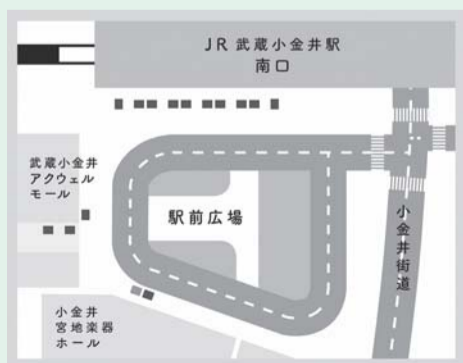 JR 武蔵小金井駅
南口
武蔵小金井
アクウェル
モール
駅前広場
小金井街道
小金井
宮地楽器
ホール